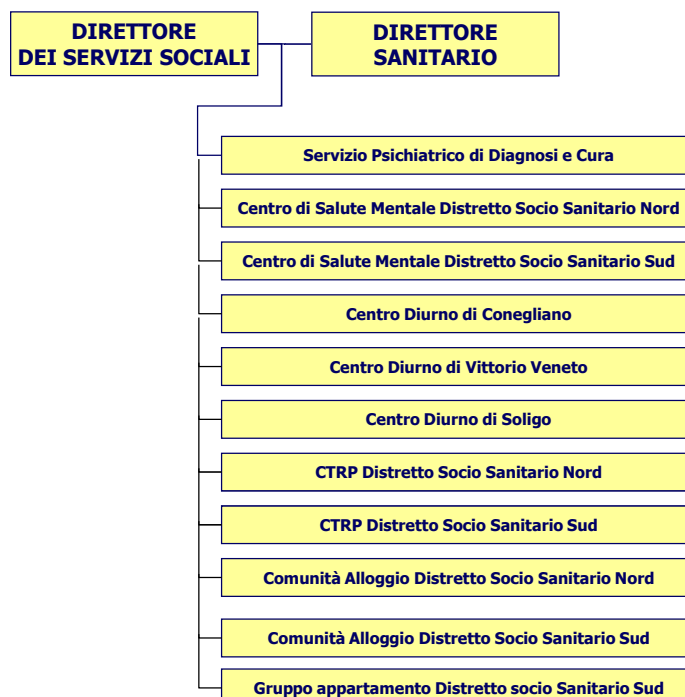 DIRETTORE
DEI SERVIZI SOCIALI
DIRETTORE
SANITARIO
Servizio Psichiatrico di Diagnosi e Cura
Centro di Salute Mentale Distretto Socio Sanitario Nord
Centro di Salute Mentale Distretto Socio Sanitario Sud
Centro Diurno di Conegliano
Centro Diurno di Vittorio Veneto
Centro Diurno di Soligo
CTRP Distretto Socio Sanitario Nord
CTRP Distretto Socio Sanitario Sud
Comunità Alloggio Distretto Socio Sanitario Nord
Comunità Alloggio Distretto Socio Sanitario Sud
Gruppo appartamento Distretto socio Sanitario Sud